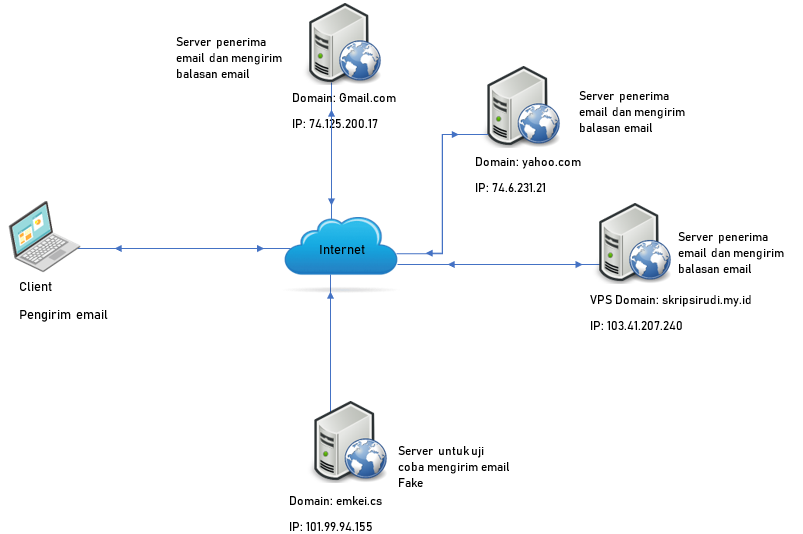 Server penerima
email dan mengirim
balasan email
Domain: Gmail.com
IP: 74.125.200.17
Server penerima
email dan mengirim
balasan email
Domain: yahoo.com
IP: 74.6.231.21
Internet
Client
Pengirim email
Server penerima
email dan mengirim
balasan email
VPS Domain: skripsirudi.my.id
IP: 103.41.207.240
Server untuk uji
coba mengirim email
Fake
Domain: emkei.cs
IP: 101.99.94.155